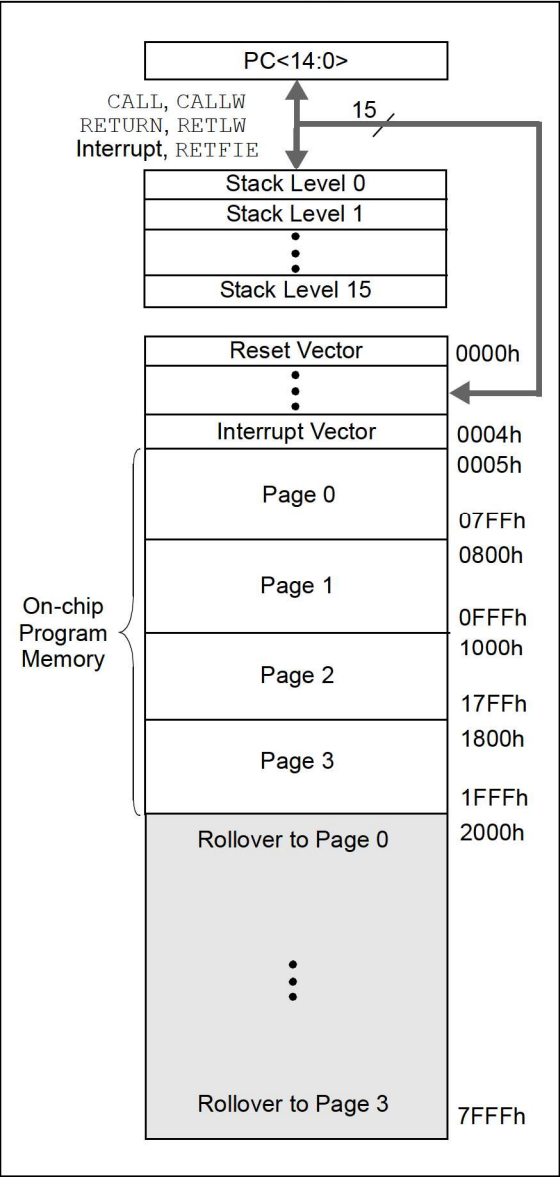 PC<14:0>
CALL, CALLW
RETURN, RETLW
Interrupt, RETFIE
15
Stack Level 0
Stack Level 1
Stack Level 15
Reset Vector
0000h
Interrupt Vector
0004h
0005h
Page 0
07FFh
0800h
Page 1
0FFFh
On-chip
Program
Memory
1000h
Page 2
17FFh
1800h
Page 3
1FFFh
Rollover to Page 0
2000h
Rollover to Page 3
7FFFh